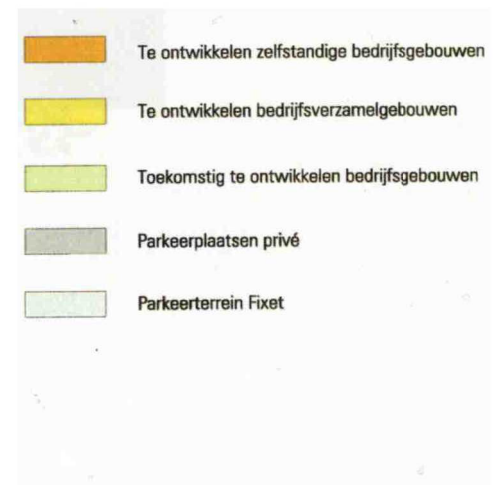 Te ontwikkelen zelfstandige bedrijfsgebouwen
Te ontwikkelen bedrijfsverzamelgebouwen
Toekomstig te ontwikkelen bedrijfsgebouwen
Parkeerplaatsen privé
Parkeerterrein Fixet